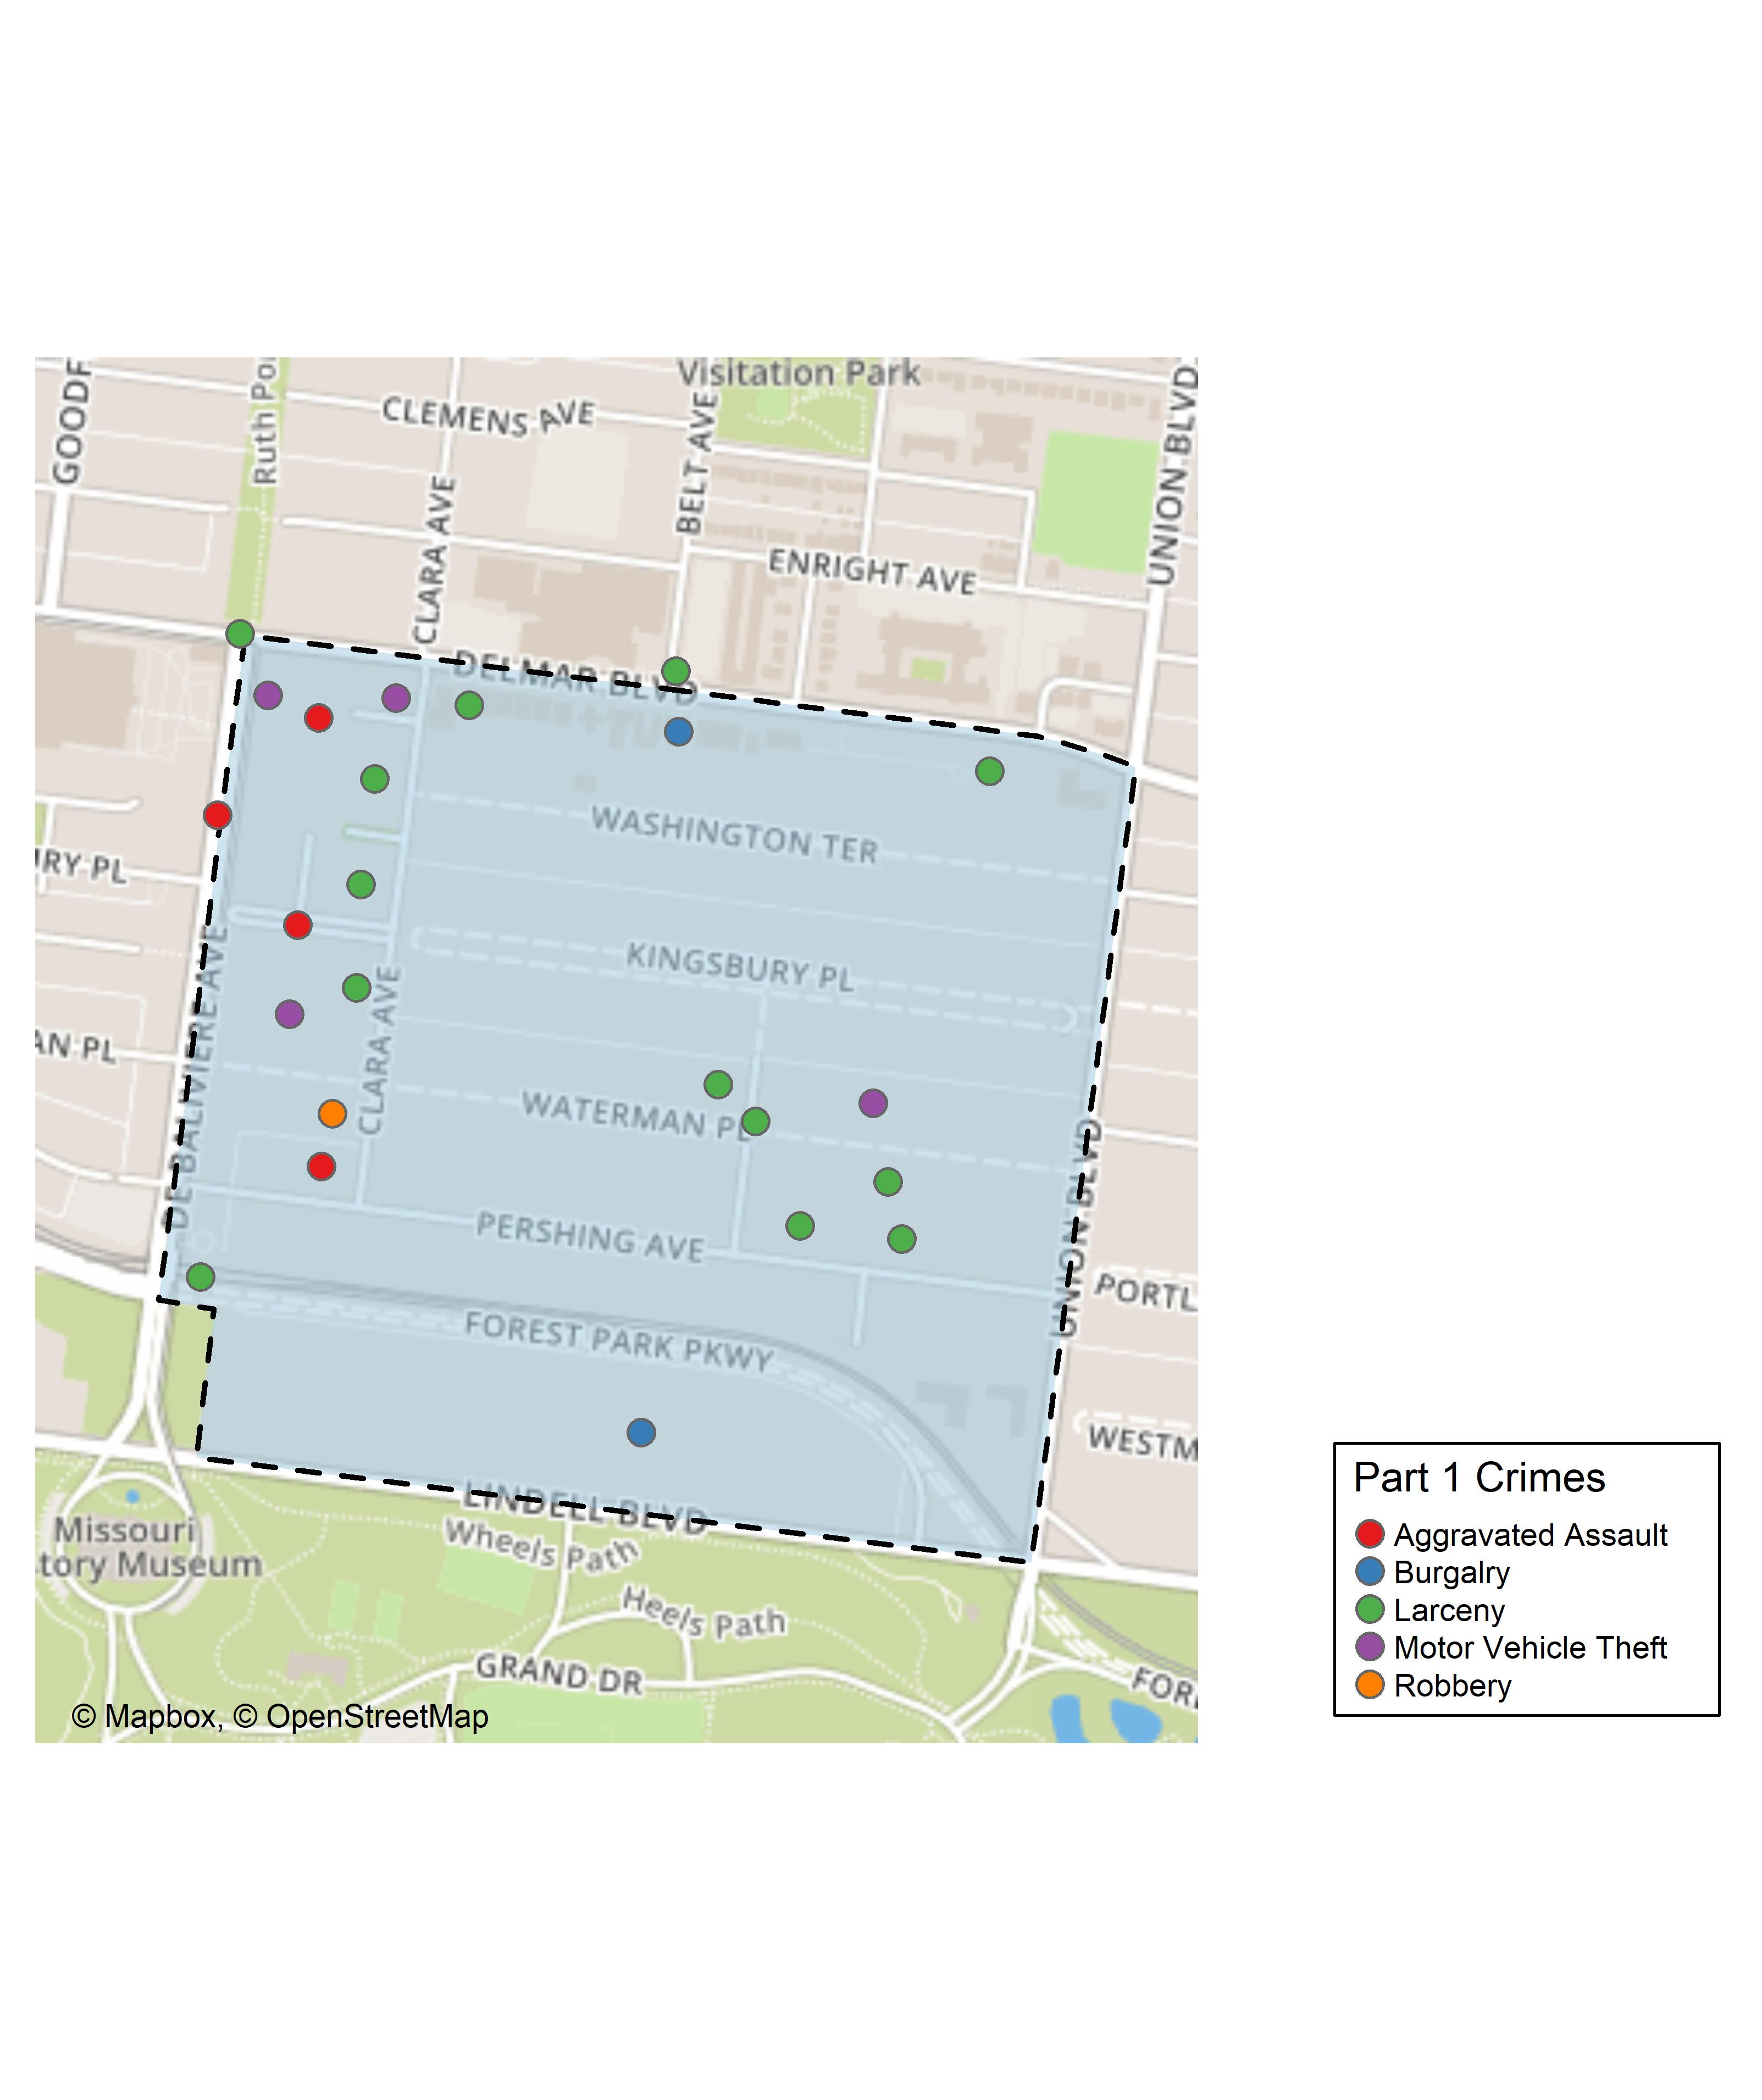 Visitation Park
GOODF
Ruth Po
CLEMENS AVE
BELT AVE
UNION BLVD
CLARA AVE
ENRIGHT AVE
DELMAR BLVD
WASHINGTON TER
RY PL
KINGSBURY PL
DE BALIVIERE AVE
CLARA AVE
AN PL
WATERMAN PL
UNION BLVD
PERSHING AVE
PORTL
FOREST PARK PKWY
WESTM
LINDELL BLVD
Wheels Path
Missouri
tory Museum
Heels Path
GRAND DR
FOR
© Mapbox, © OpenStreetMap
Part 1 Crimes
Aggravated Assault
Burgalry
Larceny
Motor Vehicle Theft
Robbery